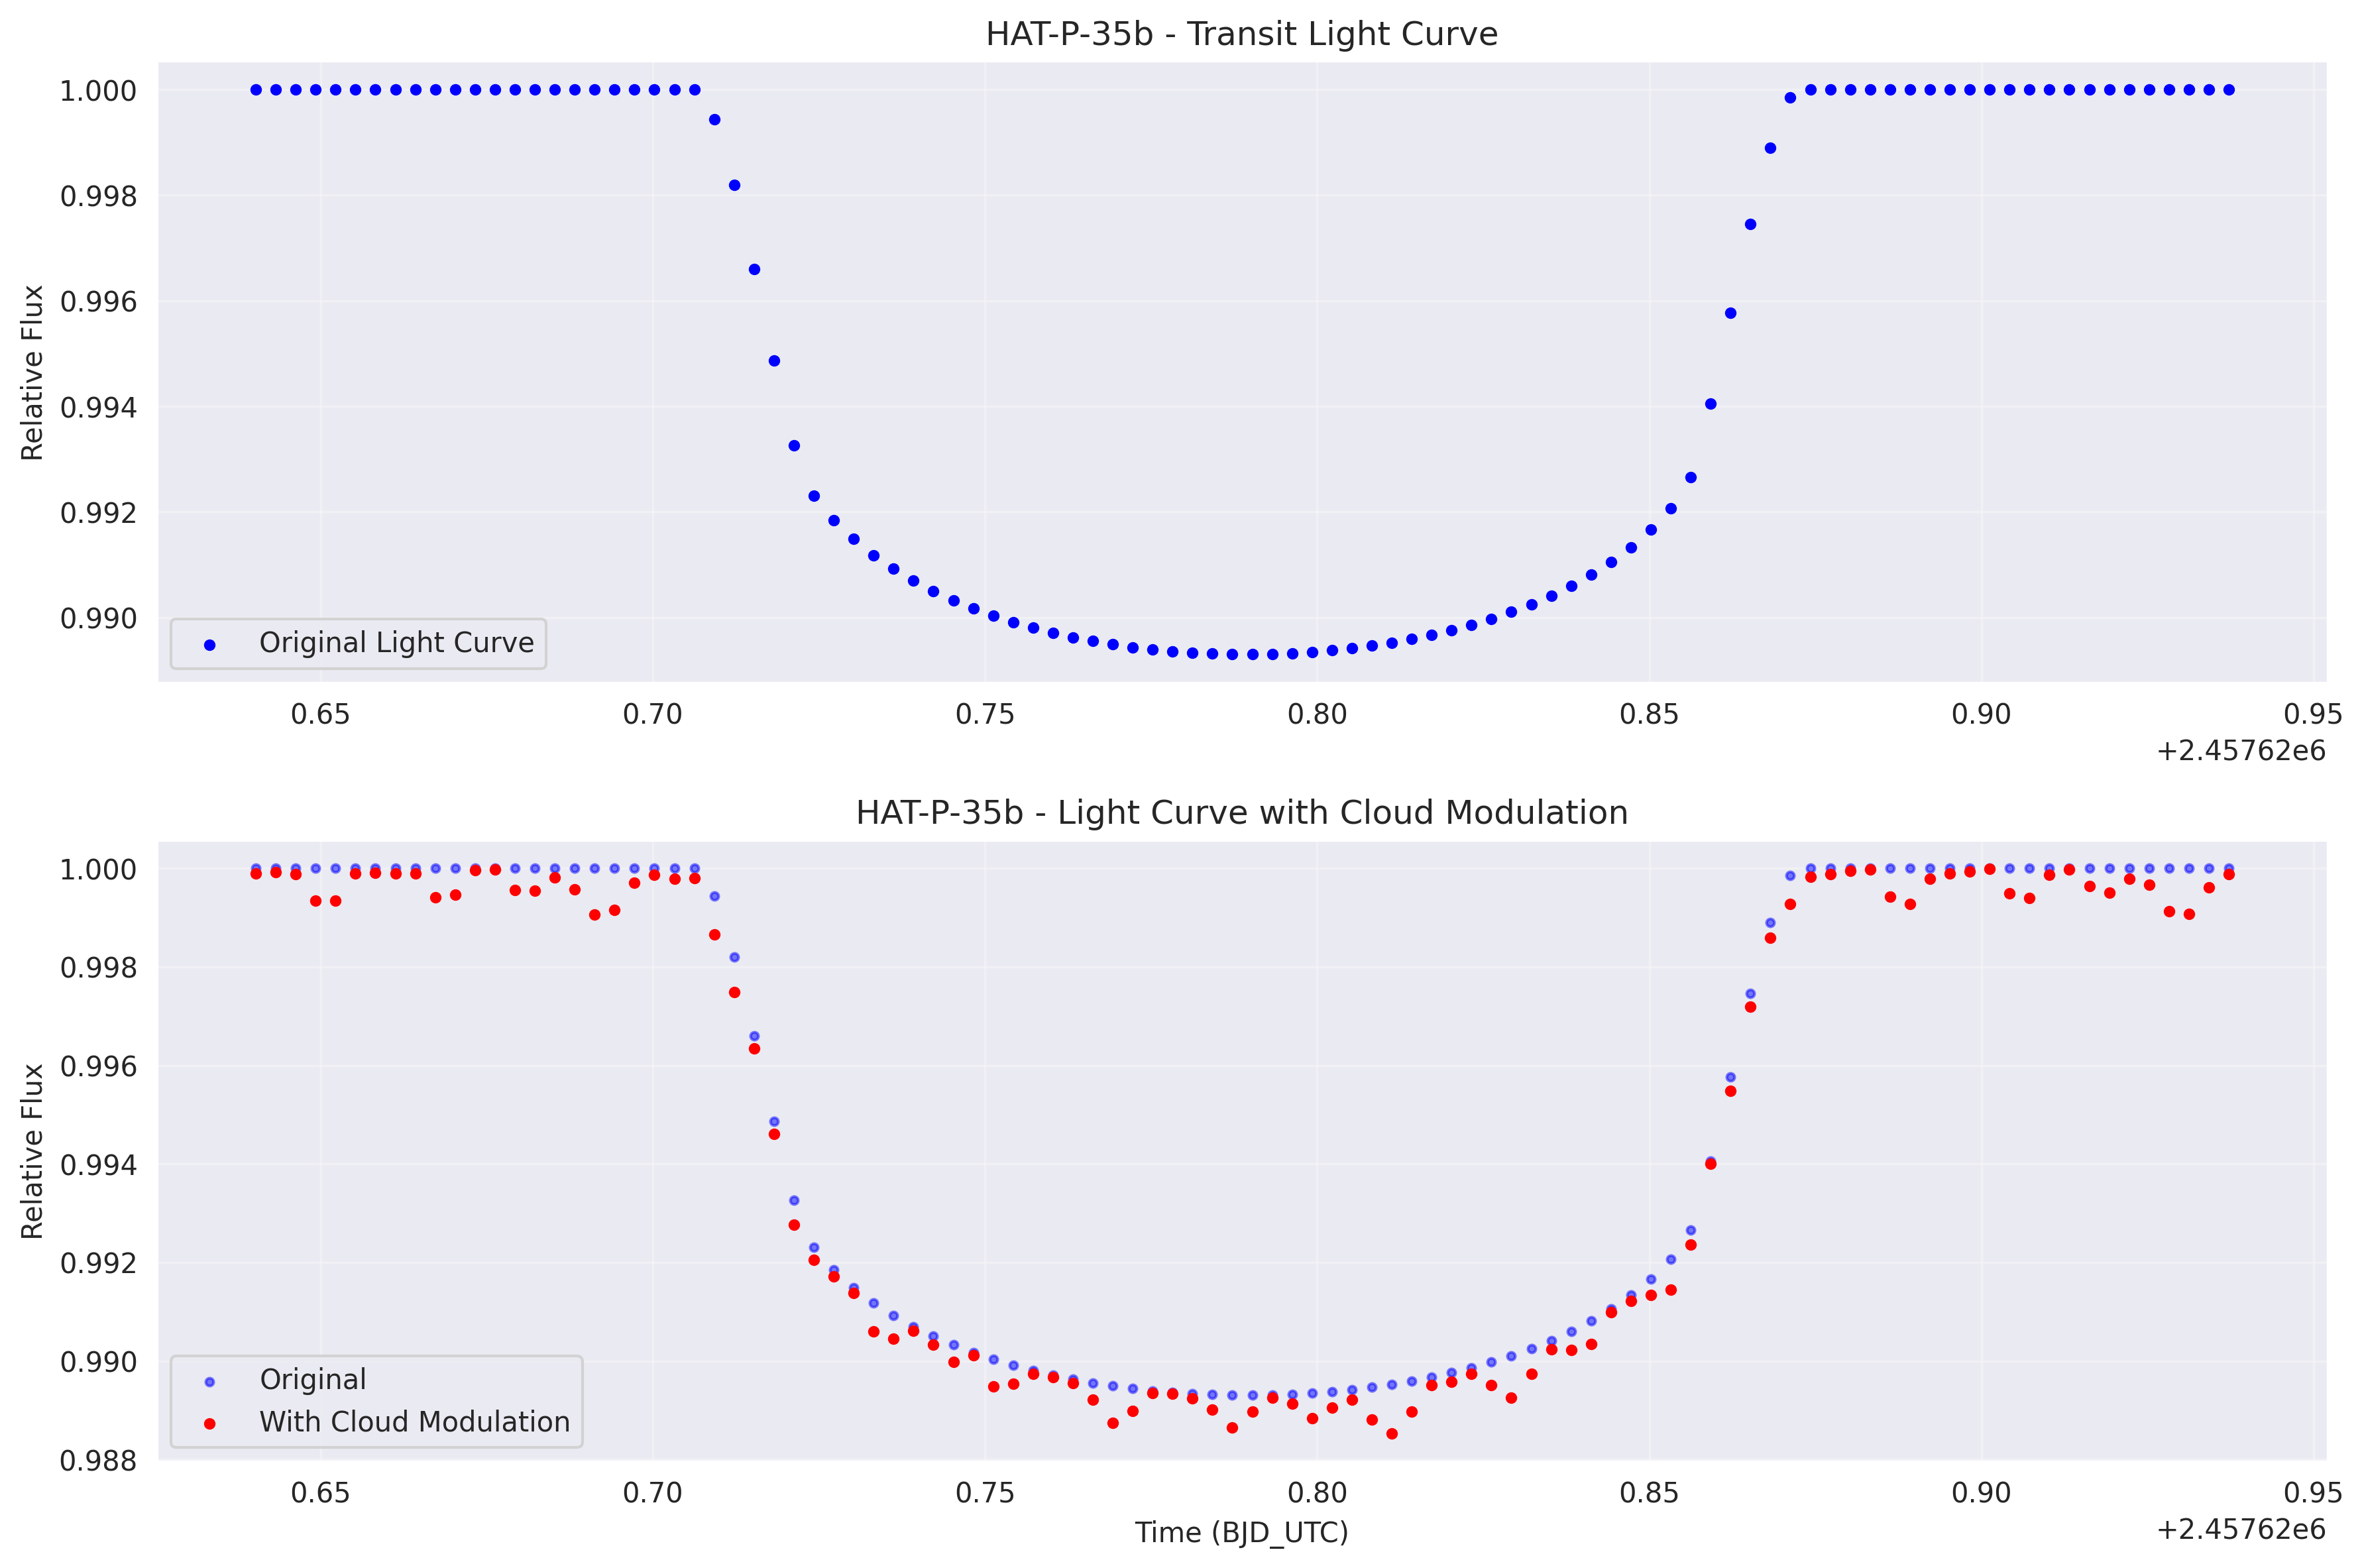 HAT-P-35b - Transit Light Curve
Relative Flux
1.000
0.998
0.996
0.994
0.992
0.990
Original Light Curve
0.65 0.70 0.75 0.80 0.85 0.90 0.95
+2.45762e6
HAT-P-35b - Light Curve with Cloud Modulation
Relative Flux
1.000
0.998
0.996
0.994
0.992
0.990
0.988
Original
With Cloud Modulation
0.65 0.70 0.75 0.80 0.85 0.90 0.95
Time (BJD_UTC)
+2.45762e6